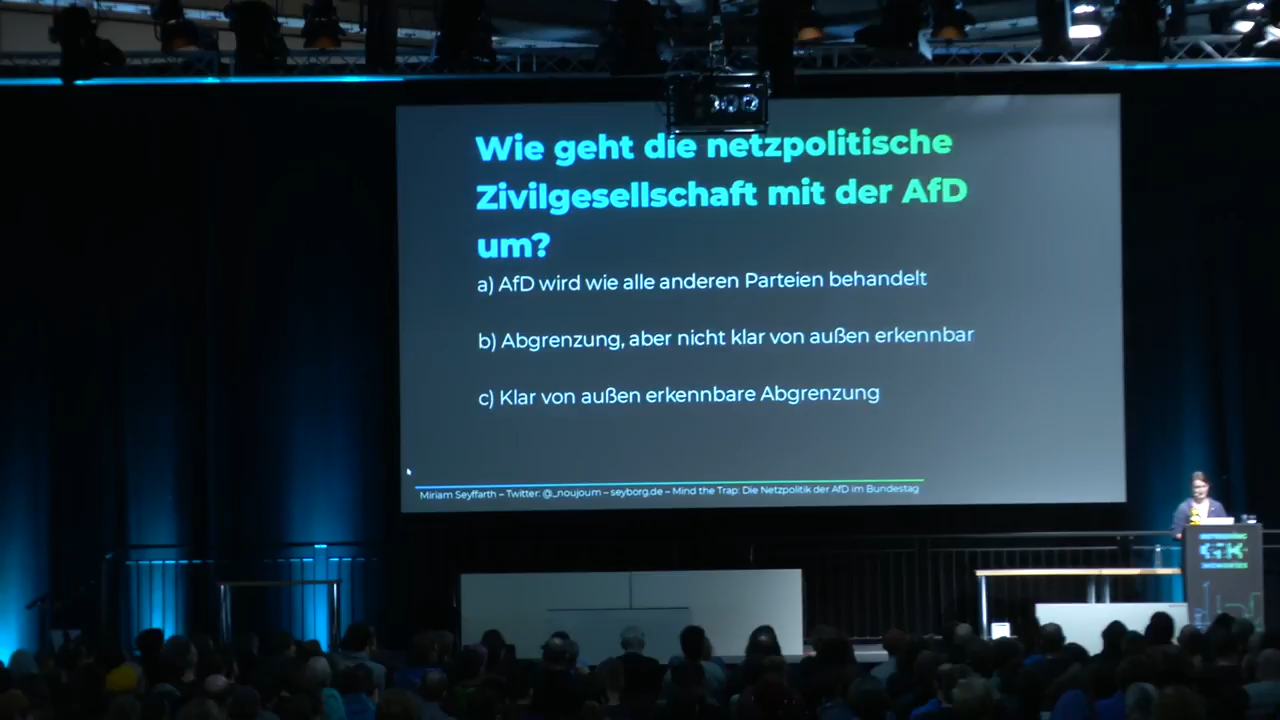 Wie geht die netzpolitische
Zivilgesellschaft mit der AfD
um?
a) AfD wird wie alle anderen Parteien behandelt
b) Abgrenzung, aber nicht klar von außen erkennbar
c) Klar von außen erkennbare Abgrenzung
Miriam Seyffarth – Twitter: @_noujoum – seyborg.de – Mind the Trap: Die Netzpolitik der AfD im Bundestag